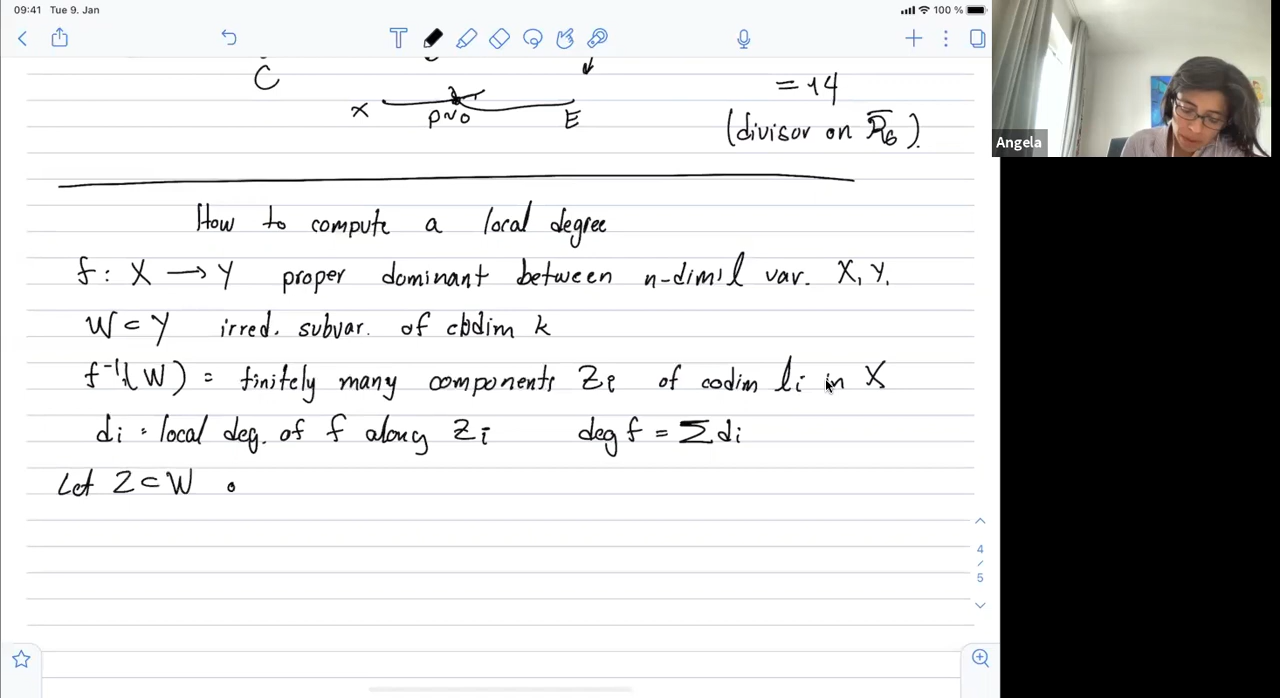 09:41 Tue 9. Jan
100 %
C
x
p~0
E
= 14
(divisor on R̅6).
Angela
How to compute a local degree
f : X → Y proper dominant between n-dim'l var. X, Y.
W ⊂ Y irred. subvar. of codim k
f⁻¹(W) = finitely many components Zi of codim li in X
di = local deg. of f along Zi deg f = Σ di
Let Z ⊂ W
4
/
5